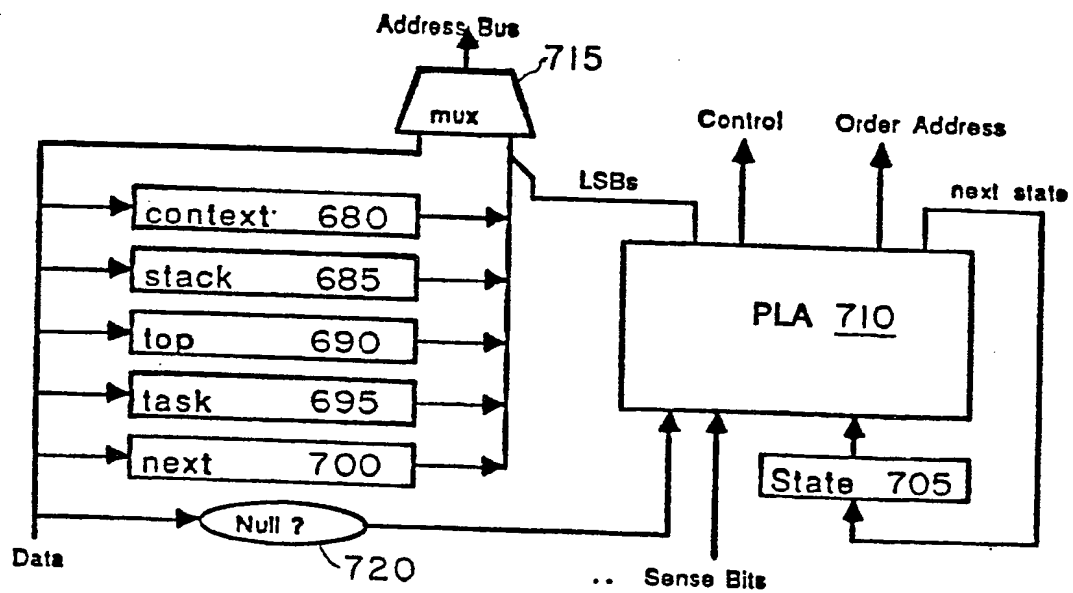 Address Bus
715
mux
Control
Order Address
LSBs
next state
context 680
stack 685
top 690
task 695
next 700
PLA 710
State 705
Null ?
720
Data
Sense Bits